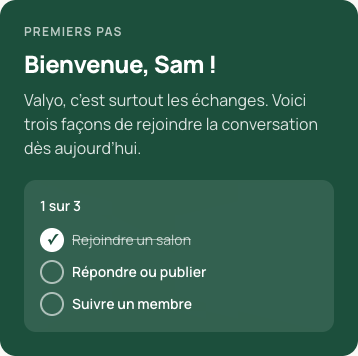 PREMIERS PAS
Bienvenue, Sam !
Valyo, c’est surtout les échanges. Voici
trois façons de rejoindre la conversation
dès aujourd’hui.
1 sur 3
Rejoindre un salon
Répondre ou publier
Suivre un membre